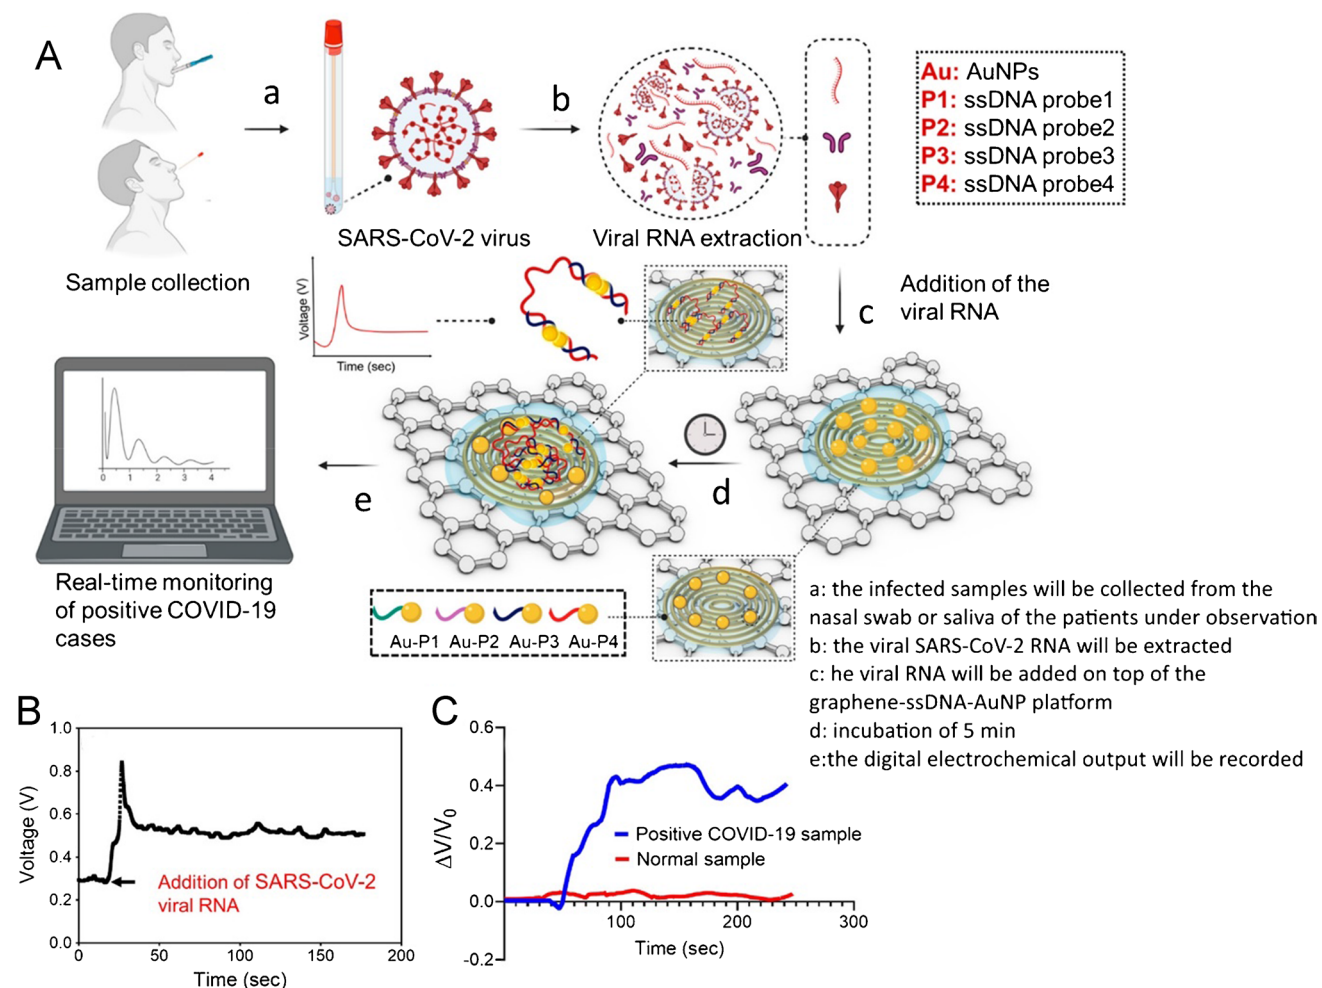 A
a
b
Au: AuNPs
P1: ssDNA probe1
P2: ssDNA probe2
P3: ssDNA probe3
P4: ssDNA probe4
Sample collection
SARS-CoV-2 virus
Viral RNA extraction
Addition of the
viral RNA
c
Voltage (V)
Time (sec)
0 1 2 3 4
e
d
Real-time monitoring
of positive COVID-19
cases
Au-P1 Au-P2 Au-P3 Au-P4
a: the infected samples will be collected from the
nasal swab or saliva of the patients under observation
b: the viral SARS-CoV-2 RNA will be extracted
c: he viral RNA will be added on top of the
graphene-ssDNA-AuNP platform
d: incubation of 5 min
e:the digital electrochemical output will be recorded
B
1.0
0.8
0.6
0.4
0.2
0.0
Voltage (V)
Addition of SARS-CoV-2
viral RNA
0 50 100 150 200
Time (sec)
C
0.6
0.4
0.2
0.0
-0.2
ΔV/V0
Positive COVID-19 sample
Normal sample
100 200 300
Time (sec)